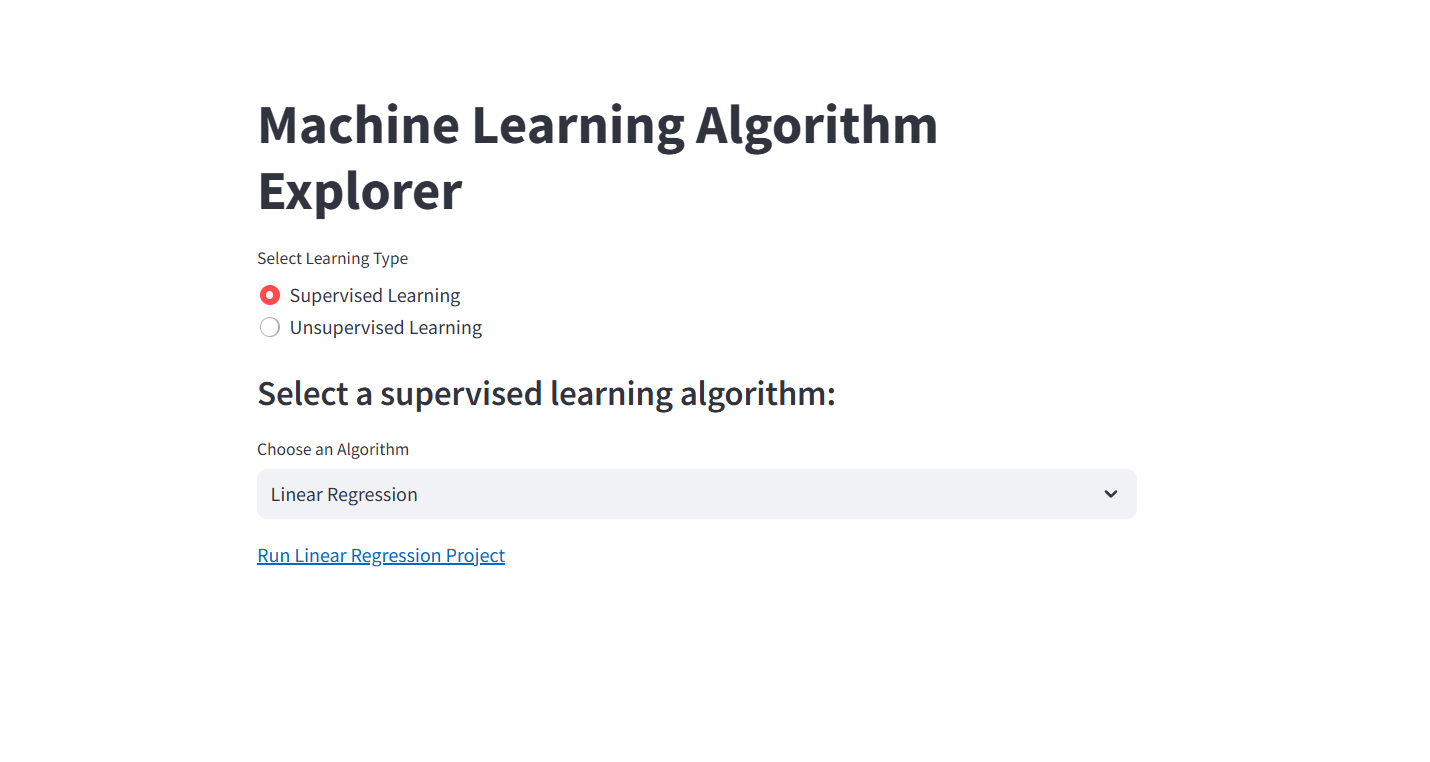 Machine Learning Algorithm
Explorer
Select Learning Type
Supervised Learning
Unsupervised Learning
Select a supervised learning algorithm:
Choose an Algorithm
Linear Regression
Run Linear Regression Project